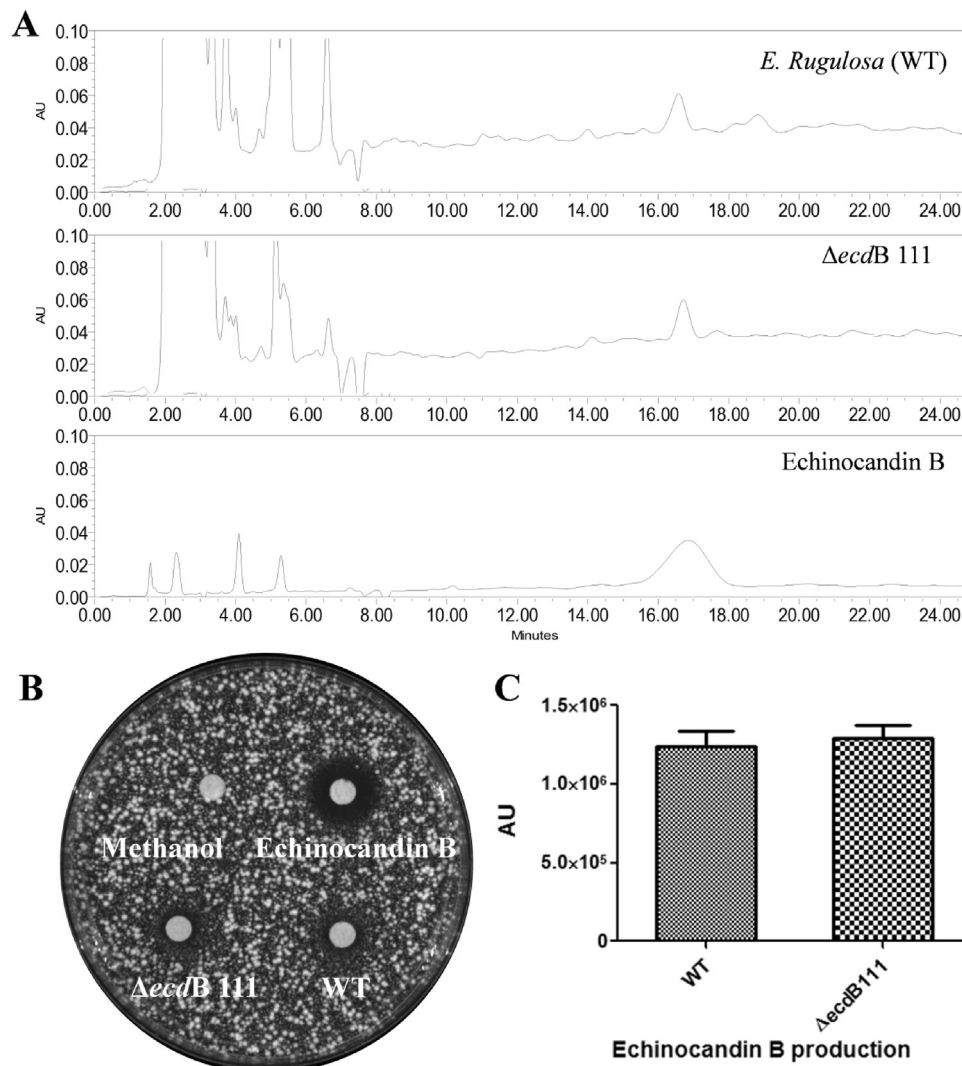 A
0.10
0.08
0.06
0.04
0.02
0.00
AU
E. Rugulosa (WT)
0.00 2.00 4.00 6.00 8.00 10.00 12.00 14.00 16.00 18.00 20.00 22.00 24.00
0.10
0.08
0.06
0.04
0.02
0.00
AU
ΔecdB 111
0.00 2.00 4.00 6.00 8.00 10.00 12.00 14.00 16.00 18.00 20.00 22.00 24.00
0.10
0.08
0.06
0.04
0.02
0.00
AU
Echinocandin B
0.00 2.00 4.00 6.00 8.00 10.00 12.00 14.00 16.00 18.00 20.00 22.00 24.00
Minutes
B
Methanol Echinocandin B
ΔecdB 111 WT
C
1.5×10⁶
1.0×10⁶
5.0×10⁵
0
AU
WT
ΔecdB111
Echinocandin B production